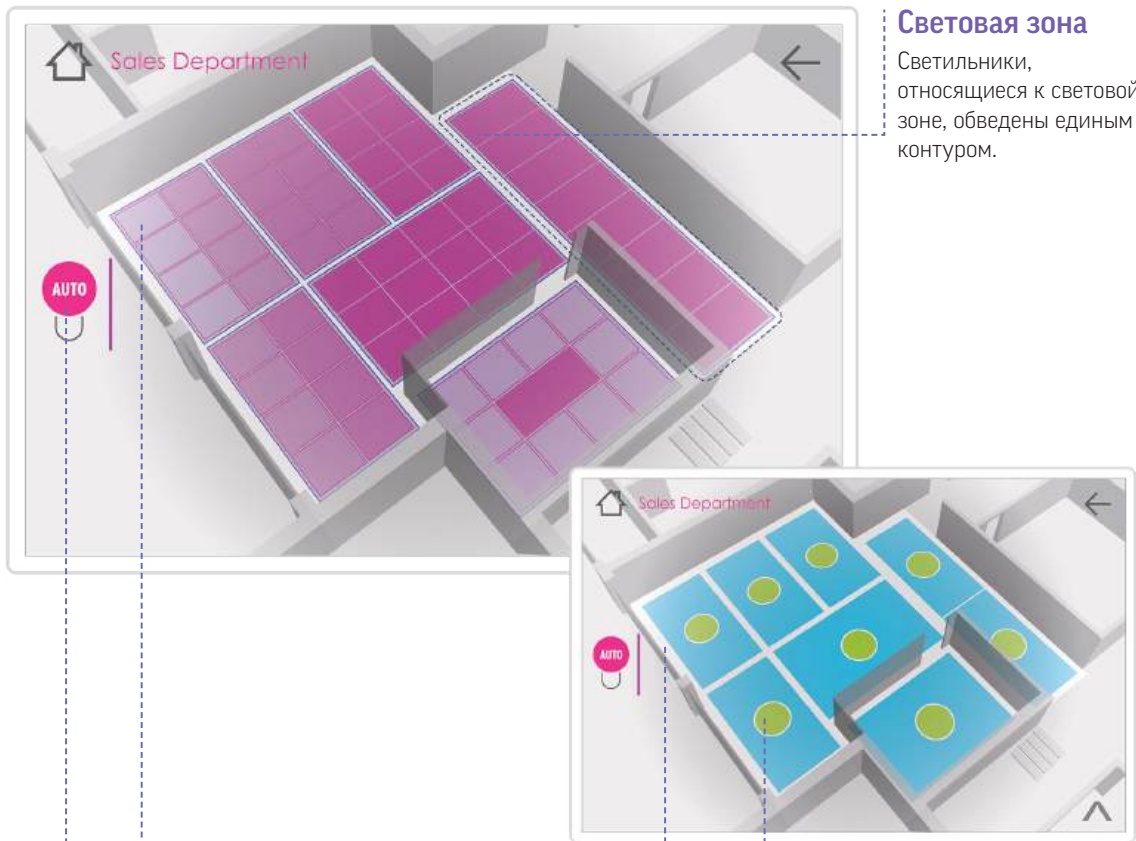 Sales Department
AUTO
Световая зона
Светильники,
относящиеся к световой
зоне, обведены единым
контуром.
Sales Department
AUTO